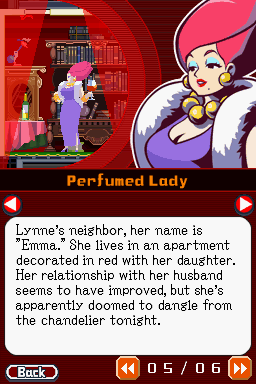 Perfumed Lady
Lynne's neighbor, her name is
"Emma." She lives in an apartment
decorated in red with her daughter.
Her relationship with her husband
seems to have improved, but she's
apparently doomed to dangle from
the chandelier tonight.
Back
05/06